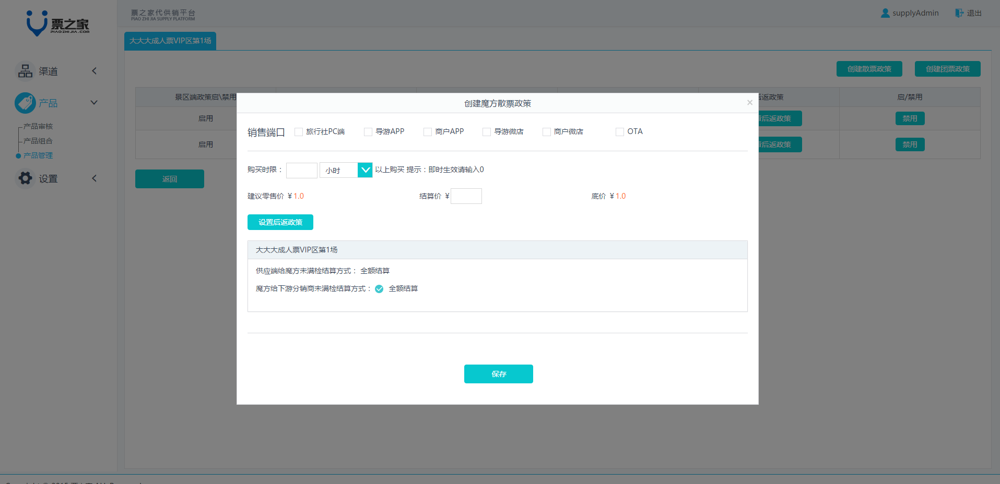 票之家
PIAOZHIJIA.COM
票之家代供销平台
PIAO ZHI JIA SUPPLY PLATFORM
supplyAdmin 退出
渠道
产品
产品审核
产品组合
产品管理
设置
大大大成人票VIP区第1场
创建散票政策 创建团票政策
景区端政策启\禁用 后返政策 启/禁用
启用 后返政策 禁用
启用 后返政策 禁用
返回
创建魔方散票政策 ×
销售端口 旅行社PC端 导游APP 商户APP 导游微店 商户微店 OTA
购买时限： 小时 以上购买 提示：即时生效请输入0
建议零售价 ¥1.0 结算价 ¥ 底价 ¥1.0
设置后返政策
大大大成人票VIP区第1场
供应端给魔方未满检结算方式： 全额结算
魔方给下游分销商未满检结算方式： 全额结算
保存